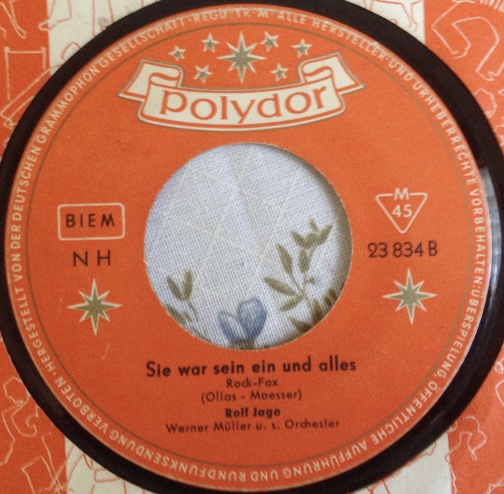 HERGESTELLT VON DER DEUTSCHEN GRAMMOPHON GESELLSCHAFT · REGD · TK · M · ALLE HERSTELLER- UND URHEBERRECHTE VORBEHALTEN · ÜBERSPIELUNG, ÖFFENTLICHE AUFFÜHRUNG UND RUNDFUNKSENDUNG VERBOTEN ·
Polydor
BIEM
NH
M
45
23 834 B
Sie war sein ein und alles
Rock-Fox
(Olias - Moesser)
Rolf Jago
Werner Müller u. s. Orchester